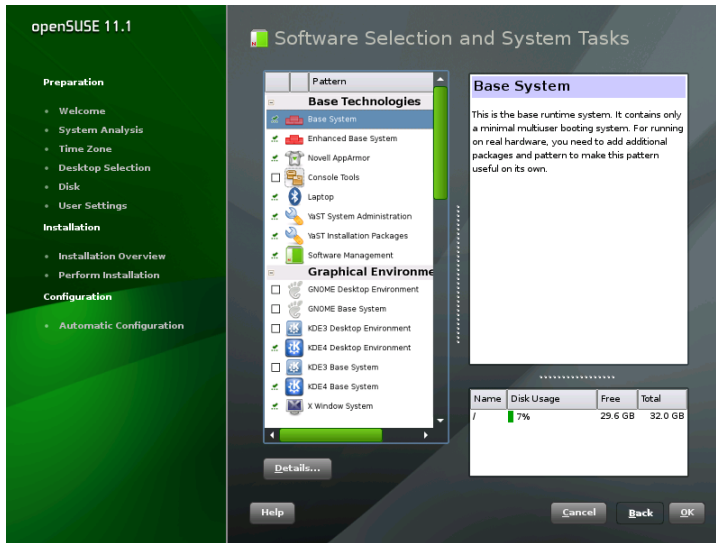 openSUSE 11.1
Preparation
Welcome
System Analysis
Time Zone
Desktop Selection
Disk
User Settings
Installation
Installation Overview
Perform Installation
Configuration
Automatic Configuration
Software Selection and System Tasks
Pattern
Base Technologies
Base System
Enhanced Base System
Novell AppArmor
Console Tools
Laptop
YaST System Administration
YaST Installation Packages
Software Management
Graphical Environme
GNOME Desktop Environment
GNOME Base System
KDE3 Desktop Environment
KDE4 Desktop Environment
KDE3 Base System
KDE4 Base System
X Window System
Details...
Base System
This is the base runtime system. It contains only
a minimal multiuser booting system. For running
on real hardware, you need to add additional
packages and pattern to make this pattern
useful on its own.
Name Disk Usage Free Total
/ 7% 29.6 GB 32.0 GB
Help
Cancel Back OK